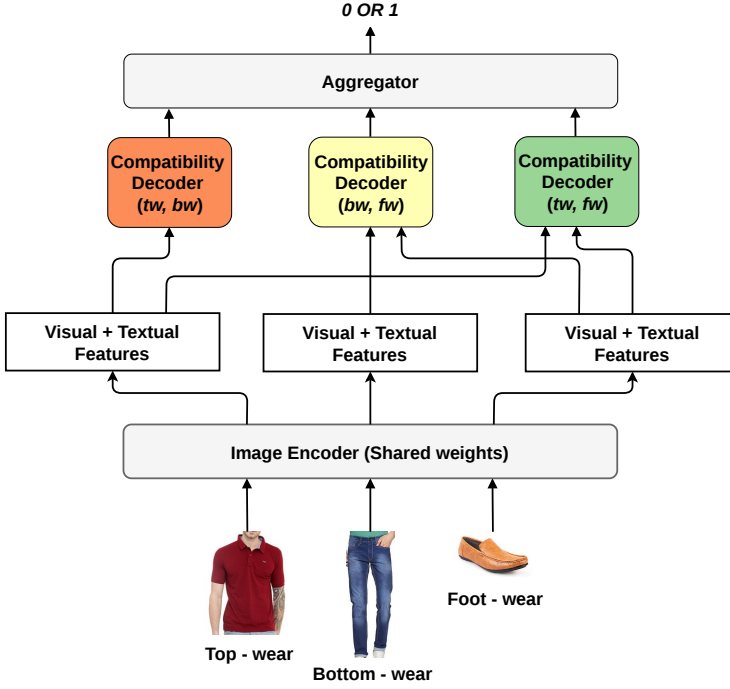 0 OR 1
Aggregator
Compatibility
Decoder
(tw, bw)
Compatibility
Decoder
(bw, fw)
Compatibility
Decoder
(tw, fw)
Visual + Textual
Features
Visual + Textual
Features
Visual + Textual
Features
Image Encoder (Shared weights)
Foot - wear
Top - wear
Bottom - wear